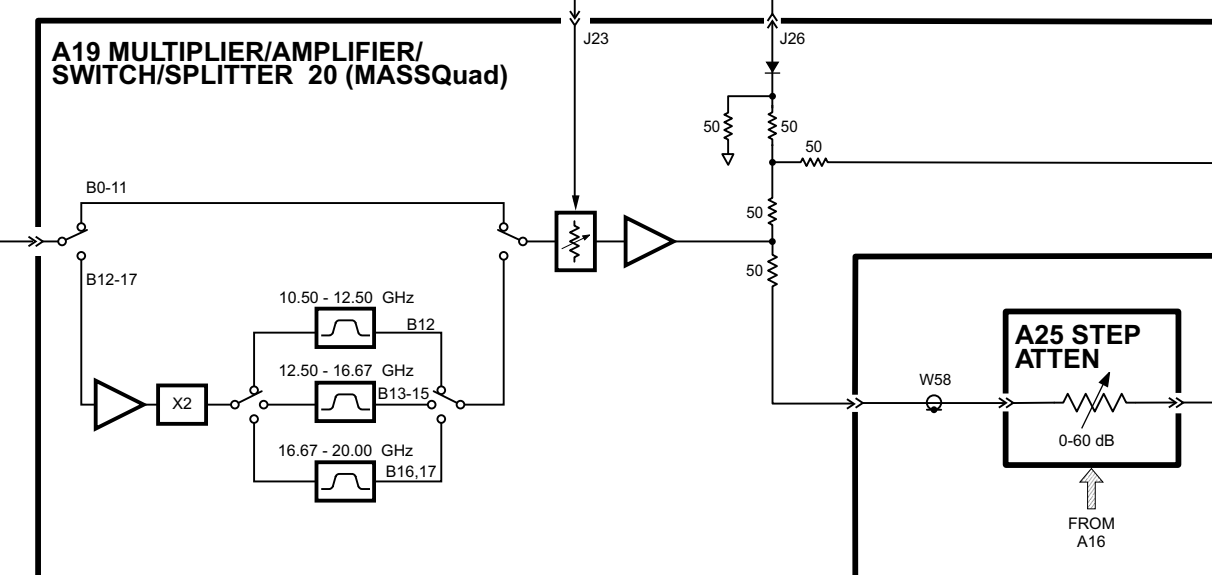 J23
J26
A19 MULTIPLIER/AMPLIFIER/
SWITCH/SPLITTER 20 (MASSQuad)
50
50
50
B0-11
50
50
B12-17
10.50 - 12.50 GHz
B12
12.50 - 16.67 GHz
B13-15
X2
16.67 - 20.00 GHz
B16,17
W58
A25 STEP
ATTEN
0-60 dB
FROM
A16